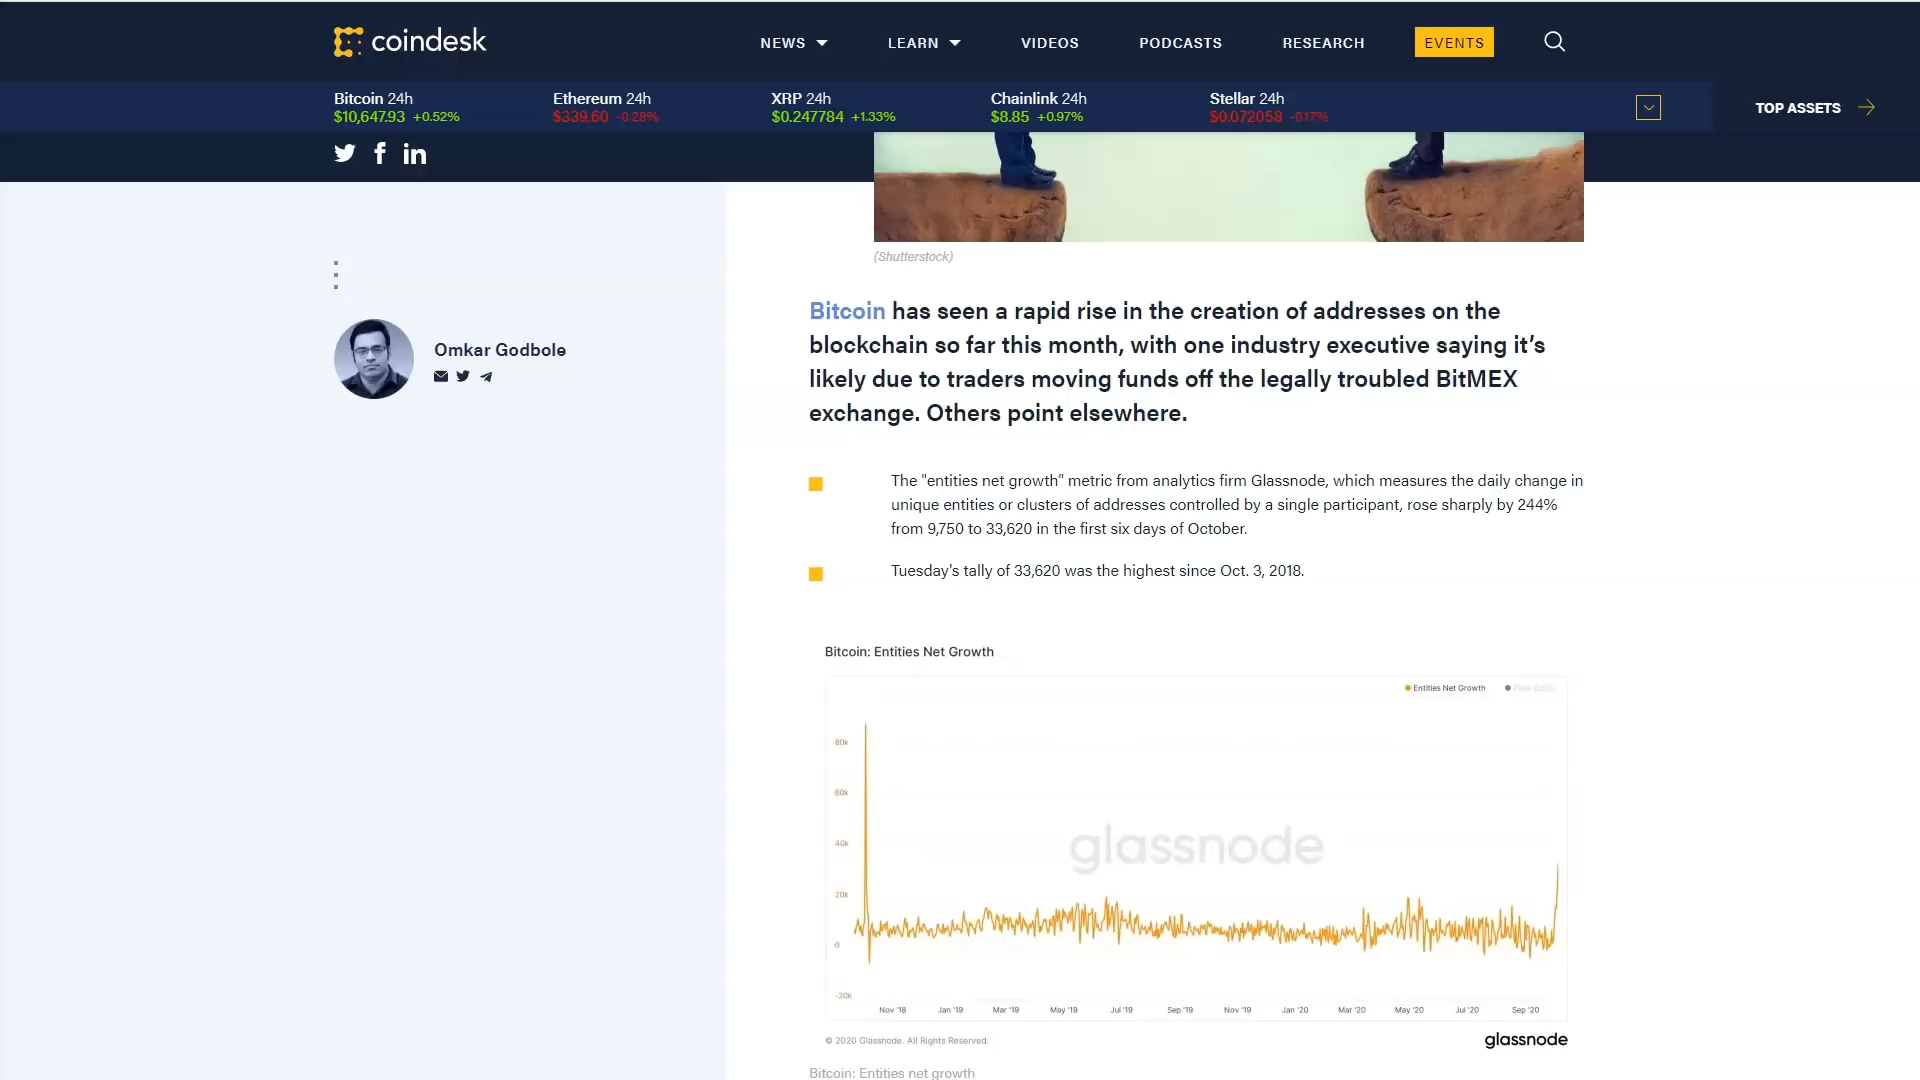 coindesk
NEWS
LEARN
VIDEOS
PODCASTS
RESEARCH
EVENTS
Bitcoin 24h
$10,647.93 +0.52%
Ethereum 24h
$339.60 -0.28%
XRP 24h
$0.247784 +1.33%
Chainlink 24h
$8.85 +0.97%
Stellar 24h
$0.072058 -0.17%
TOP ASSETS
(Shutterstock)
Omkar Godbole
Bitcoin has seen a rapid rise in the creation of addresses on the
blockchain so far this month, with one industry executive saying it’s
likely due to traders moving funds off the legally troubled BitMEX
exchange. Others point elsewhere.
The "entities net growth" metric from analytics firm Glassnode, which measures the daily change in
unique entities or clusters of addresses controlled by a single participant, rose sharply by 244%
from 9,750 to 33,620 in the first six days of October.
Tuesday's tally of 33,620 was the highest since Oct. 3, 2018.
Bitcoin: Entities Net Growth
Entities Net Growth
Price (USD)
80k
60k
40k
20k
0
-20k
glassnode
Nov '18
Jan '19
Mar '19
May '19
Jul '19
Sep '19
Nov '19
Jan '20
Mar '20
May '20
Jul '20
Sep '20
© 2020 Glassnode. All Rights Reserved.
glassnode
Bitcoin: Entities net growth